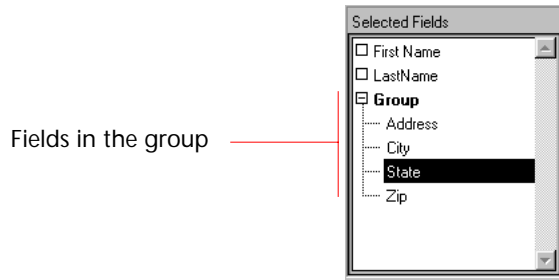 Selected Fields
First Name
LastName
Group
Address
Fields in the group
City
State
Zip